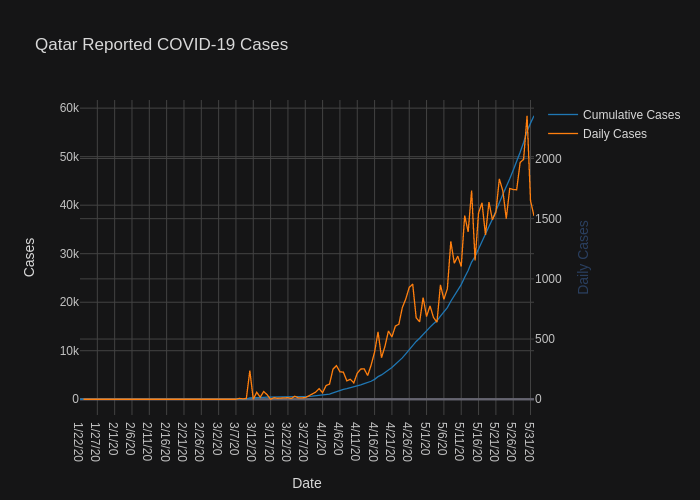 Qatar Reported COVID-19 Cases
Cumulative Cases
Daily Cases
60k
50k
40k
30k
20k
10k
0
2000
1500
1000
500
0
Cases
Daily Cases
1/22/20
1/27/20
2/1/20
2/6/20
2/11/20
2/16/20
2/21/20
2/26/20
3/2/20
3/7/20
3/12/20
3/17/20
3/22/20
3/27/20
4/1/20
4/6/20
4/11/20
4/16/20
4/21/20
4/26/20
5/1/20
5/6/20
5/11/20
5/16/20
5/21/20
5/26/20
5/31/20
Date